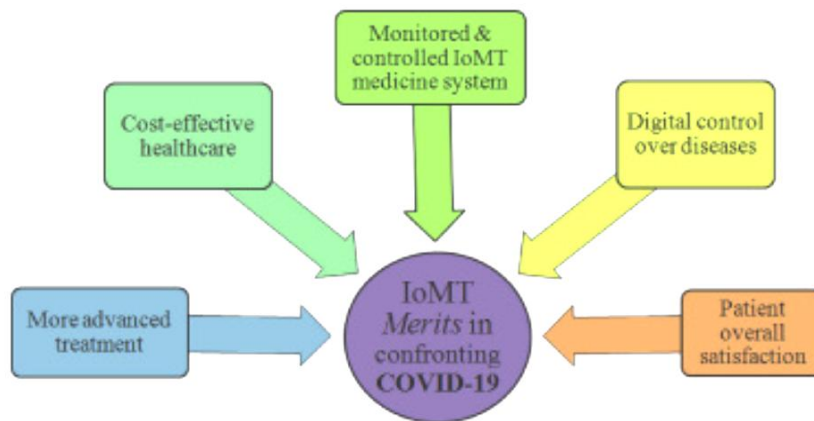 Monitored &
controlled IoMT
medicine system
Cost-effective
healthcare
Digital control
over diseases
More advanced
treatment
IoMT
Merits in
confronting
COVID-19
Patient
overall
satisfaction